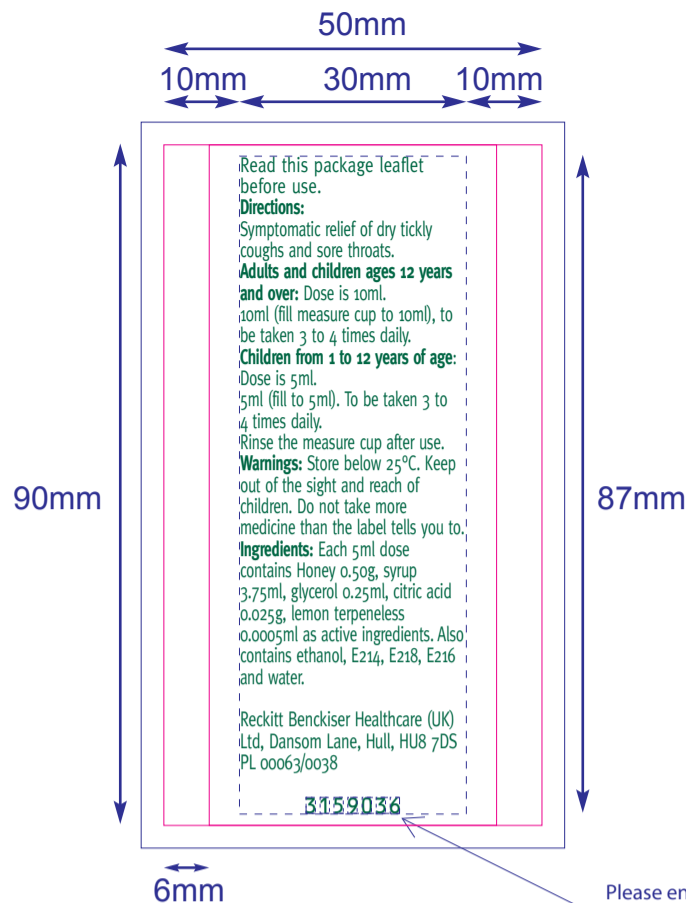 50mm
10mm 30mm 10mm
Read this package leaflet
before use.
Directions:
Symptomatic relief of dry tickly
coughs and sore throats.
Adults and children ages 12 years
and over: Dose is 10ml.
10ml (fill measure cup to 10ml), to
be taken 3 to 4 times daily.
Children from 1 to 12 years of age:
Dose is 5ml.
5ml (fill to 5ml). To be taken 3 to
4 times daily.
Rinse the measure cup after use.
Warnings: Store below 25°C. Keep
out of the sight and reach of
children. Do not take more
medicine than the label tells you to.
Ingredients: Each 5ml dose
contains Honey 0.50g, syrup
3.75ml, glycerol 0.25ml, citric acid
0.025g, lemon terpeneless
0.0005ml as active ingredients. Also
contains ethanol, E214, E218, E216
and water.
Reckitt Benckiser Healthcare (UK)
Ltd, Dansom Lane, Hull, HU8 7DS
PL 00063/0038
3159036
90mm
87mm
6mm
Please en